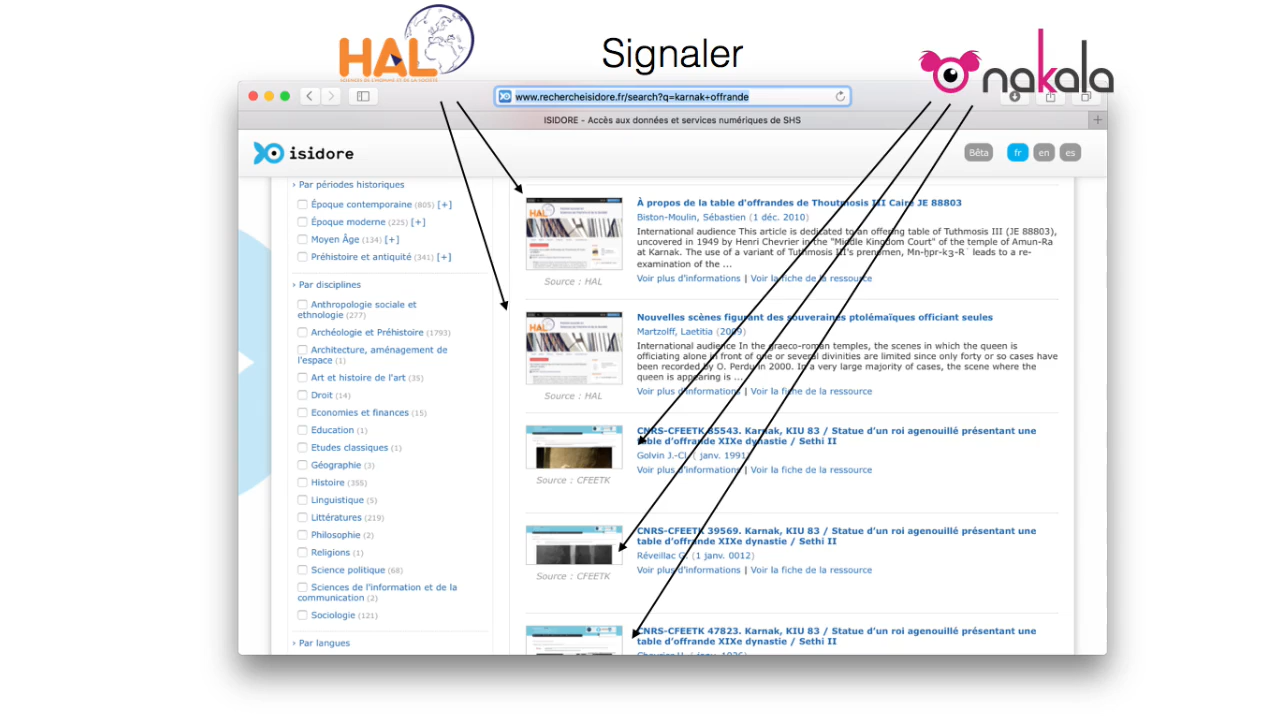 HAL
SCIENCES DE L'HOMME ET DE LA SOCIÉTÉ
Signaler
nakala
www.rechercheisidore.fr/search?q=karnak+offrande
ISIDORE - Accès aux données et services numériques de SHS
isidore
Bêta fr en es
› Par périodes historiques
Époque contemporaine (805) [+]
Époque moderne (225) [+]
Moyen Âge (134) [+]
Préhistoire et antiquité (341) [+]
› Par disciplines
Anthropologie sociale et
ethnologie (277)
Archéologie et Préhistoire (1793)
Architecture, aménagement de
l'espace (1)
Art et histoire de l'art (35)
Droit (14)
Economies et finances (15)
Education (1)
Etudes classiques (1)
Géographie (3)
Histoire (355)
Linguistique (5)
Littératures (219)
Philosophie (2)
Religions (1)
Science politique (68)
Sciences de l'information et de la
communication (2)
Sociologie (121)
› Par langues
À propos de la table d'offrandes de Thoutmosis III Caire JE 88803
Biston-Moulin, Sébastien (1 déc. 2010)
International audience This article is dedicated to an offering table of Tuthmosis III (JE 88803),
uncovered in 1949 by Henri Chevrier in the "Middle Kingdom Court" of the temple of Amun-Ra
at Karnak. The use of a variant of Tuthmosis III's prenomen, Mn-ḫpr-kꜣ-Rꜥ leads to a re-
examination of the ...
Voir plus d'informations | Voir la fiche de la ressource
Source : HAL
Nouvelles scènes figurant des souveraines ptolémaïques officiant seules
Martzolff, Laetitia (2009)
International audience In the graeco-roman temples, the scenes in which the queen is
officiating alone in front of one or several divinities are limited since only forty or so cases have
been recorded by O. Perdu in 2000. In a very large majority of cases, the scene where the
queen is appearing is ...
Voir plus d'informations | Voir la fiche de la ressource
Source : HAL
CNRS-CFEETK 85543. Karnak, KIU 83 / Statue d'un roi agenouillé présentant une
table d'offrande XIXe dynastie / Sethi II
Golvin J.-Cl. ( janv. 1991)
Voir plus d'informations | Voir la fiche de la ressource
Source : CFEETK
CNRS-CFEETK 39569. Karnak, KIU 83 / Statue d'un roi agenouillé présentant une
table d'offrande XIXe dynastie / Sethi II
Réveillac G. (1 janv. 0012)
Voir plus d'informations | Voir la fiche de la ressource
Source : CFEETK
CNRS-CFEETK 47823. Karnak, KIU 83 / Statue d'un roi agenouillé présentant une
table d'offrande XIXe dynastie / Sethi II